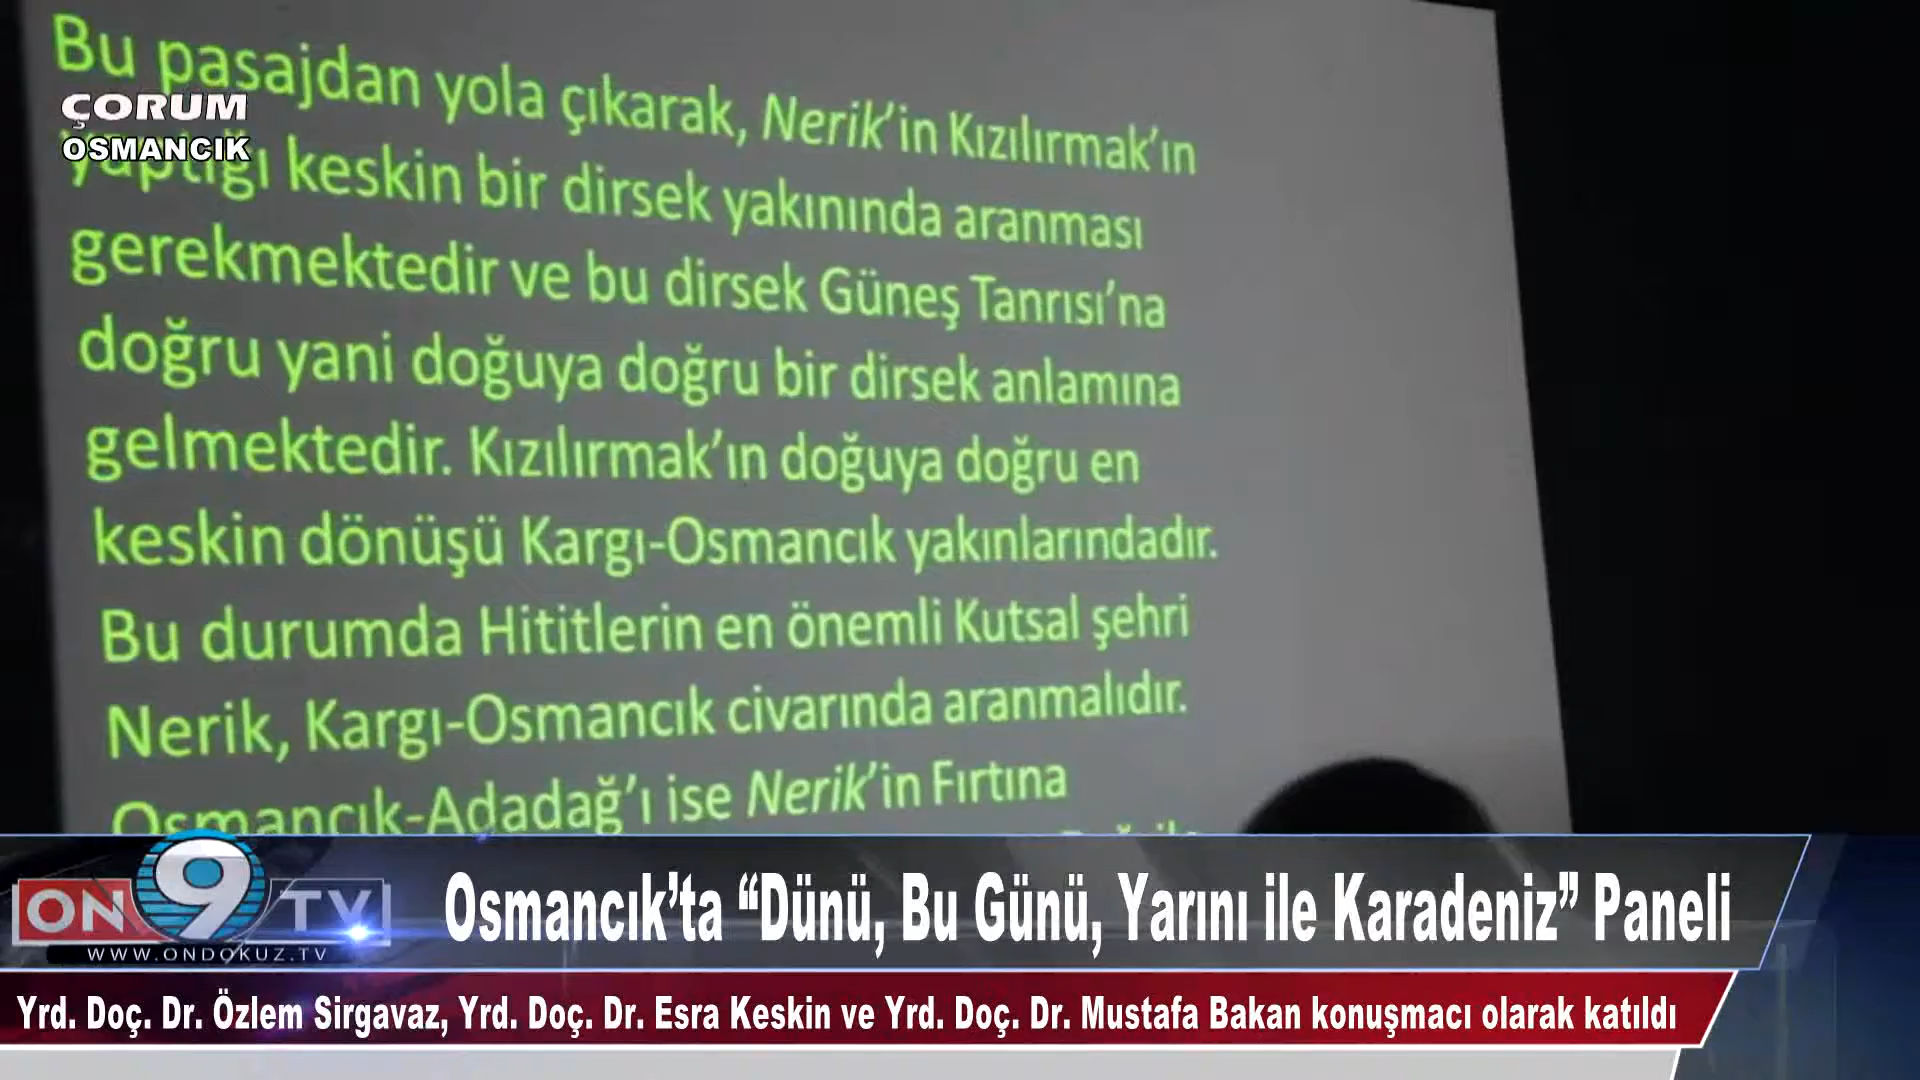 Bu pasajdan yola çıkarak, Nerik'in Kızılırmak'ın
ÇORUM
OSMANCIK
yaptığı keskin bir dirsek yakınında aranması
gerekmektedir ve bu dirsek Güneş Tanrısı'na
doğru yani doğuya doğru bir dirsek anlamına
gelmektedir. Kızılırmak'ın doğuya doğru en
keskin dönüşü Kargı-Osmancık yakınlarındadır.
Bu durumda Hititlerin en önemli Kutsal şehri
Nerik, Kargı-Osmancık civarında aranmalıdır.
Osmancık-Adadağ'ı ise Nerik'in Fırtına
ON 9 TV
WWW.ONDOKUZ.TV
Osmancık'ta “Dünü, Bu Günü, Yarını ile Karadeniz” Paneli
Yrd. Doç. Dr. Özlem Sirgavaz, Yrd. Doç. Dr. Esra Keskin ve Yrd. Doç. Dr. Mustafa Bakan konuşmacı olarak katıldı